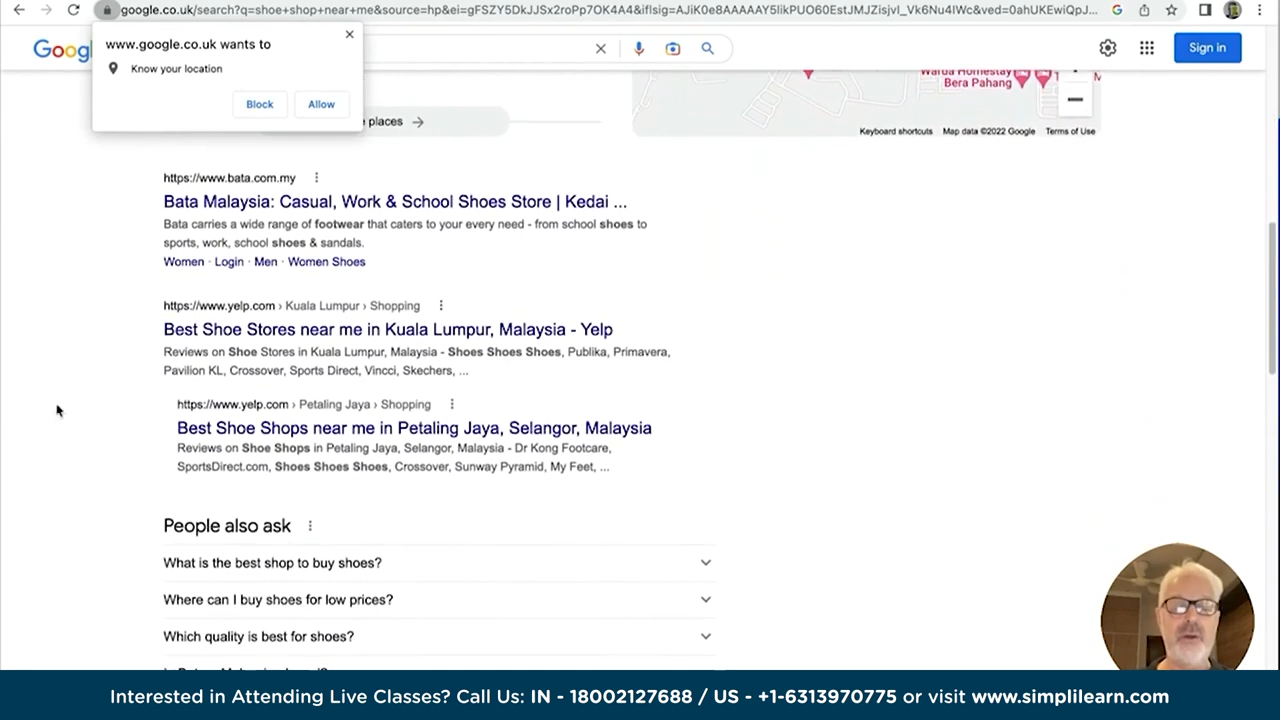 google.co.uk/search?q=shoe+shop+near+me&source=hp&ei=gFSZY5DkJJSx2roPp7OK4A4&iflsig=AJiK0e8AAAAAY5likPUO60EstJMJZisjvI_Vk6Nu4lWc&ved=0ahUKEwiQpJ...
www.google.co.uk wants to
Know your location
Block
Allow
Goog
Sign in
Warda Homestay
Bera Pahang
places
Keyboard shortcuts Map data ©2022 Google Terms of Use
https://www.bata.com.my
Bata Malaysia: Casual, Work & School Shoes Store | Kedai ...
Bata carries a wide range of footwear that caters to your every need - from school shoes to
sports, work, school shoes & sandals.
Women · Login · Men · Women Shoes
https://www.yelp.com › Kuala Lumpur › Shopping
Best Shoe Stores near me in Kuala Lumpur, Malaysia - Yelp
Reviews on Shoe Stores in Kuala Lumpur, Malaysia - Shoes Shoes Shoes, Publika, Primavera,
Pavilion KL, Crossover, Sports Direct, Vincci, Skechers, ...
https://www.yelp.com › Petaling Jaya › Shopping
Best Shoe Shops near me in Petaling Jaya, Selangor, Malaysia
Reviews on Shoe Shops in Petaling Jaya, Selangor, Malaysia - Dr Kong Footcare,
SportsDirect.com, Shoes Shoes Shoes, Crossover, Sunway Pyramid, My Feet, ...
People also ask
What is the best shop to buy shoes?
Where can I buy shoes for low prices?
Which quality is best for shoes?
Interested in Attending Live Classes? Call Us: IN - 18002127688 / US - +1-6313970775 or visit www.simplilearn.com